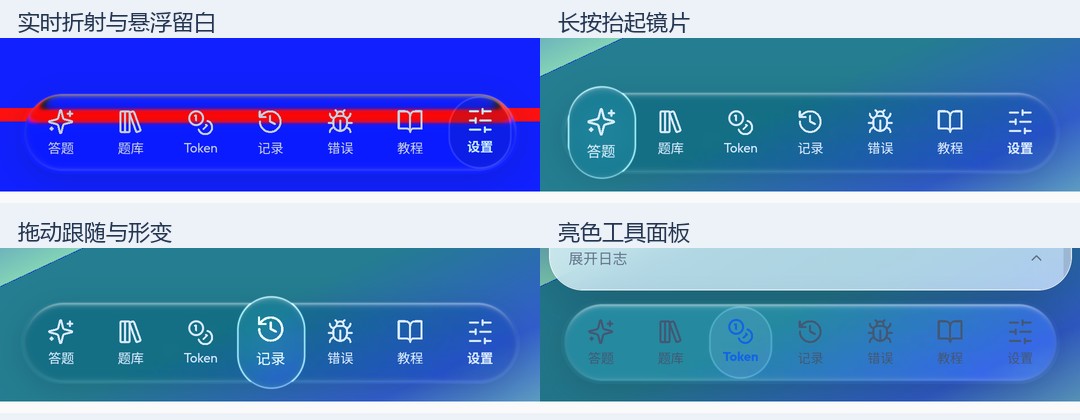 实时折射与悬浮留白
长按抬起镜片
答题 题库 Token 记录 错误 教程 设置
答题 题库 Token 记录 错误 教程 设置
拖动跟随与形变
亮色工具面板
展开日志
答题 题库 Token 记录 错误 教程 设置
答题 题库 Token 记录 错误 教程 设置